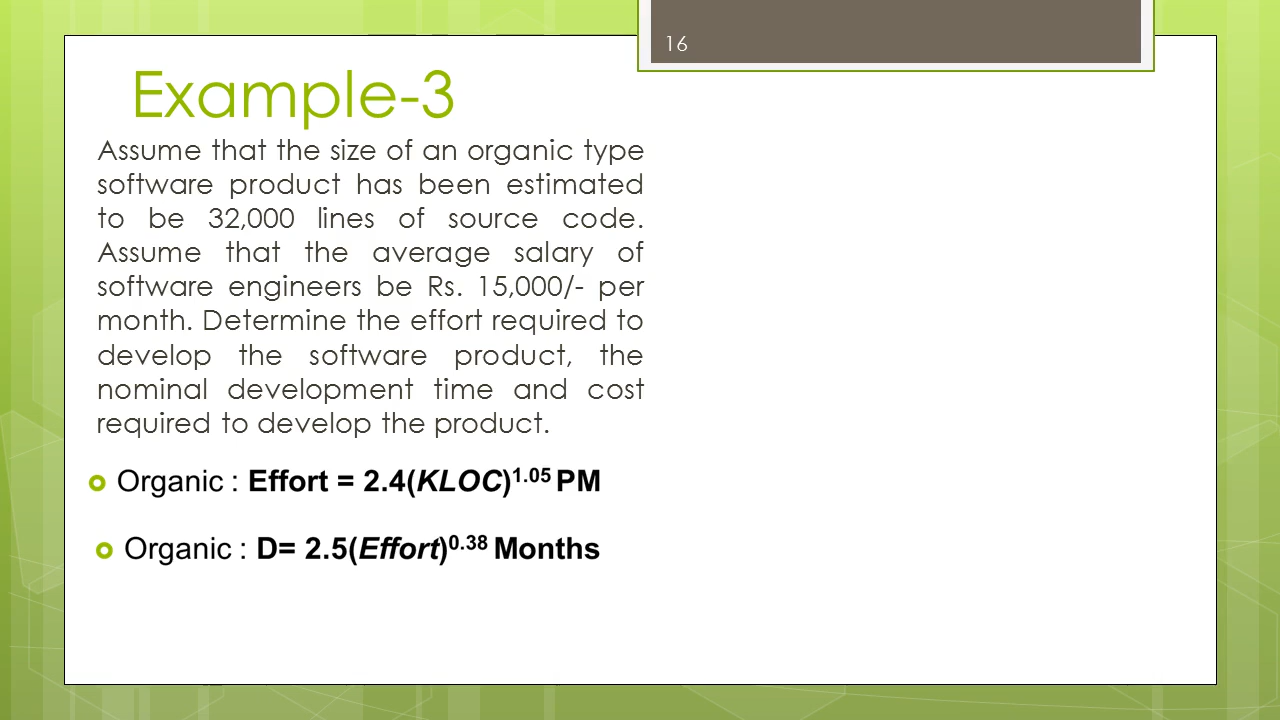 16
Example-3
Assume that the size of an organic type
software product has been estimated
to be 32,000 lines of source code.
Assume that the average salary of
software engineers be Rs. 15,000/- per
month. Determine the effort required to
develop the software product, the
nominal development time and cost
required to develop the product.
Organic : Effort = 2.4(KLOC)^1.05 PM
Organic : D= 2.5(Effort)^0.38 Months